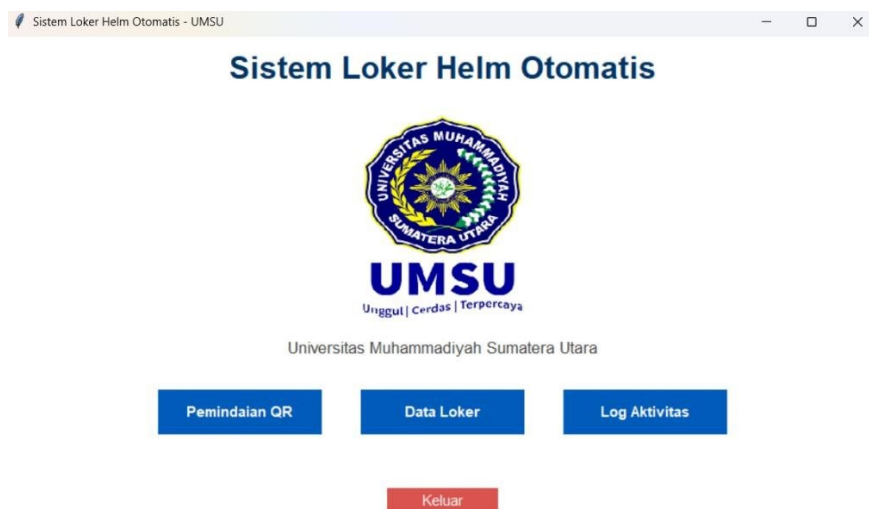 Sistem Loker Helm Otomatis - UMSU
Sistem Loker Helm Otomatis
UNIVERSITAS MUHAMMADIYAH
SUMATERA UTARA
UMSU
Unggul | Cerdas | Terpercaya
Universitas Muhammadiyah Sumatera Utara
Pemindaian QR
Data Loker
Log Aktivitas
Keluar